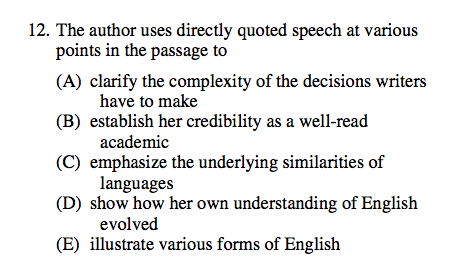 12. The author uses directly quoted speech at various
points in the passage to
(A) clarify the complexity of the decisions writers
have to make
(B) establish her credibility as a well-read
academic
(C) emphasize the underlying similarities of
languages
(D) show how her own understanding of English
evolved
(E) illustrate various forms of English